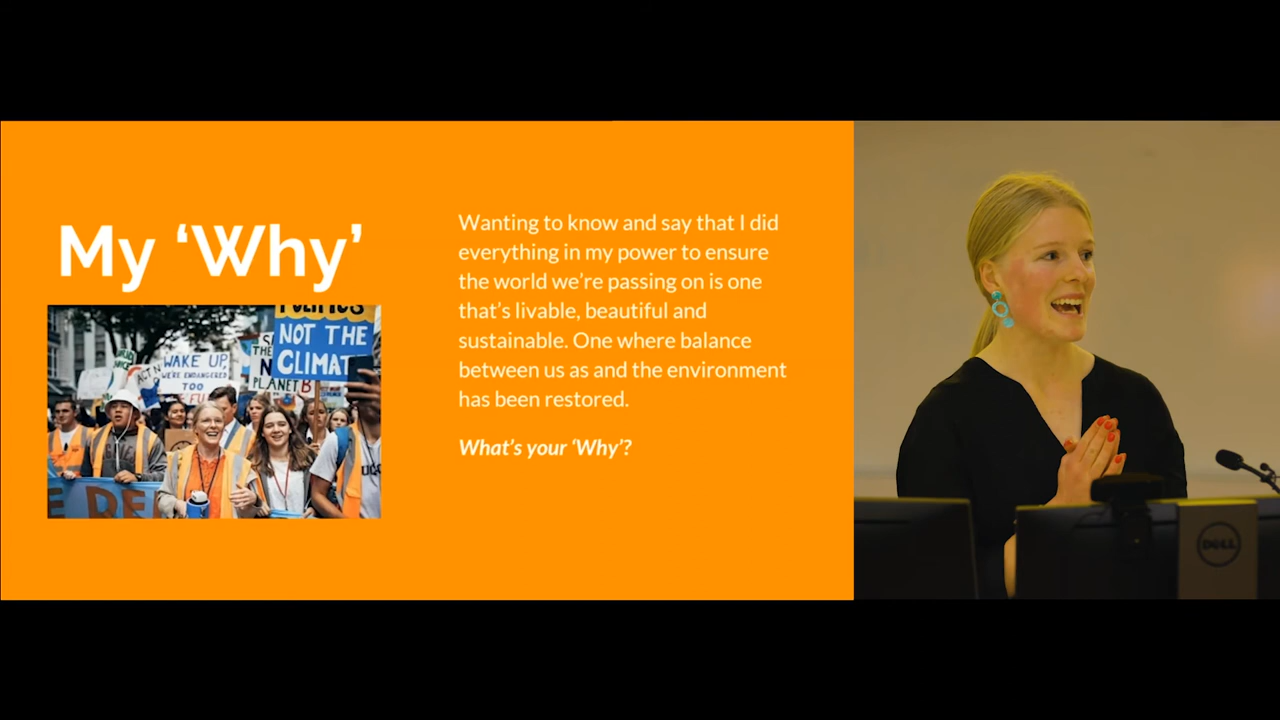 My ‘Why’
POLITICS
NOT THE
CLIMAT
WAKE UP,
WE'RE ENDANGERED
TOO
ACT N
PLANET
Wanting to know and say that I did
everything in my power to ensure
the world we’re passing on is one
that’s livable, beautiful and
sustainable. One where balance
between us as and the environment
has been restored.
What’s your ‘Why’?
DELL